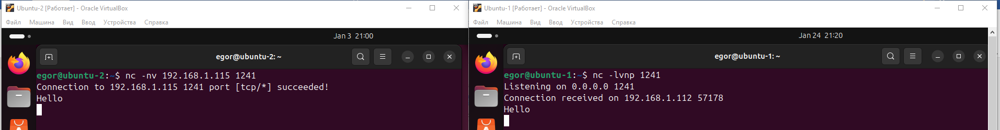 Ubuntu-2 [Работает] - Oracle VirtualBox
Файл Машина Вид Ввод Устройства Справка
Jan 3 21:00
egor@ubuntu-2: ~
egor@ubuntu-2:~$ nc -nv 192.168.1.115 1241
Connection to 192.168.1.115 1241 port [tcp/*] succeeded!
Hello
Ubuntu-1 [Работает] - Oracle VirtualBox
Файл Машина Вид Ввод Устройства Справка
Jan 24 21:20
egor@ubuntu-1: ~
egor@ubuntu-1:~$ nc -lvnp 1241
Listening on 0.0.0.0 1241
Connection received on 192.168.1.112 57178
Hello